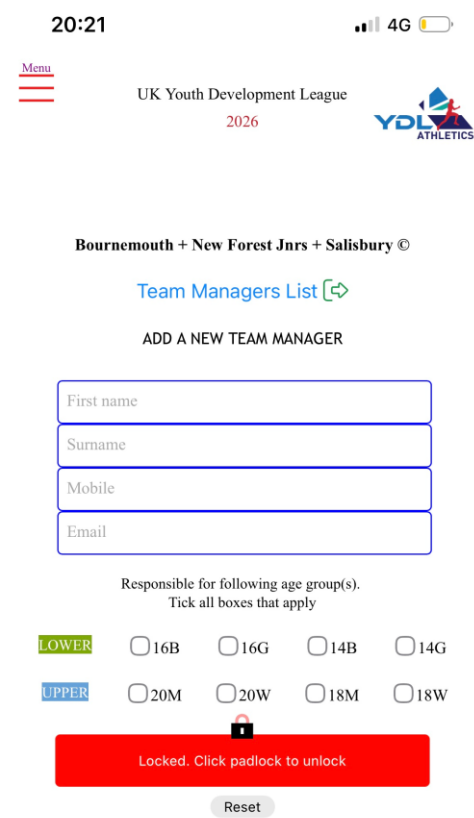 20:21
4G
Menu
UK Youth Development League
2026
YDL
ATHLETICS
Bournemouth + New Forest Jnrs + Salisbury ©
Team Managers List
ADD A NEW TEAM MANAGER
First name
Surname
Mobile
Email
Responsible for following age group(s).
Tick all boxes that apply
LOWER 16B 16G 14B 14G
UPPER 20M 20W 18M 18W
Locked. Click padlock to unlock
Reset